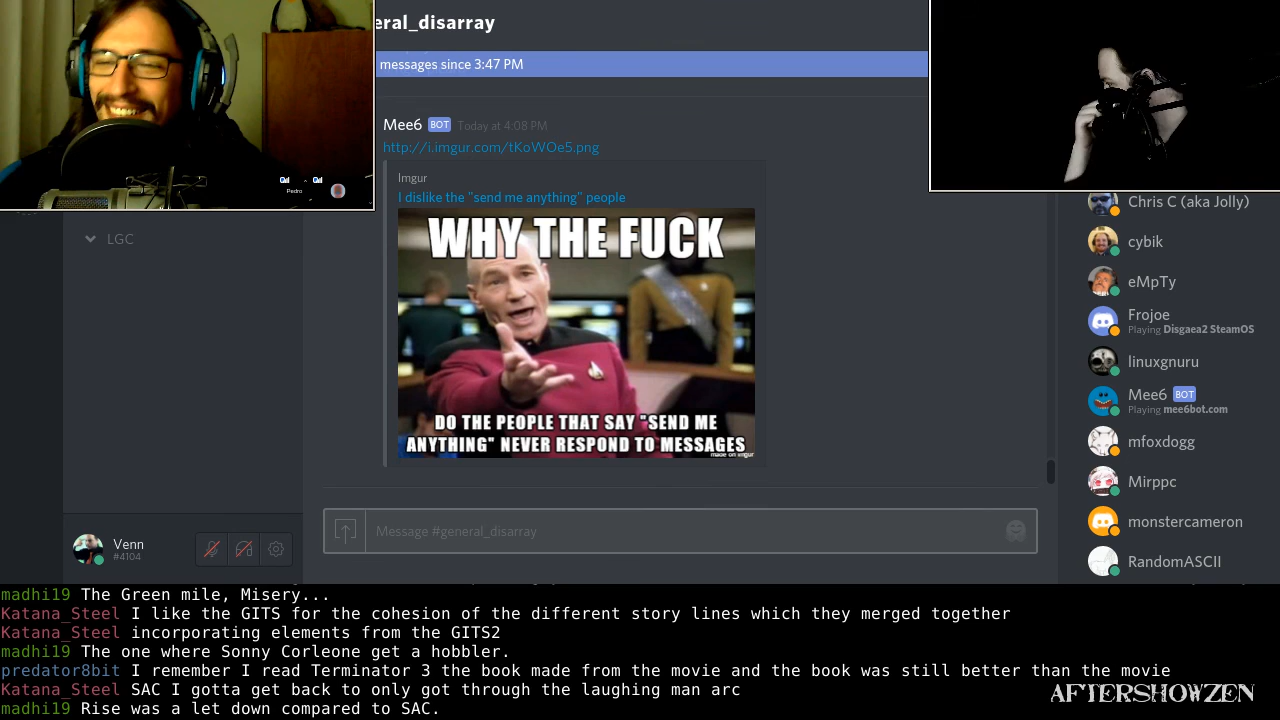 eral_disarray
messages since 3:47 PM
Mee6 BOT Today at 4:08 PM
http://i.imgur.com/tKoWOe5.png
Imgur
I dislike the "send me anything" people
WHY THE FUCK
DO THE PEOPLE THAT SAY "SEND ME
ANYTHING" NEVER RESPOND TO MESSAGES
made on imgur
Pedro
LGC
Venn
#4104
Message #general_disarray
Chris C (aka Jolly)
cybik
eMpTy
Frojoe
Playing Disgaea2 SteamOS
linuxgnuru
Mee6 BOT
Playing mee6bot.com
mfoxdogg
Mirppc
monstercameron
RandomASCII
madhi19 The Green mile, Misery...
Katana_Steel I like the GITS for the cohesion of the different story lines which they merged together
Katana_Steel incorporating elements from the GITS2
madhi19 The one where Sonny Corleone get a hobbler.
predator8bit I remember I read Terminator 3 the book made from the movie and the book was still better than the movie
Katana_Steel SAC I gotta get back to only got through the laughing man arc
madhi19 Rise was a let down compared to SAC.
AFTERSHOWZEN